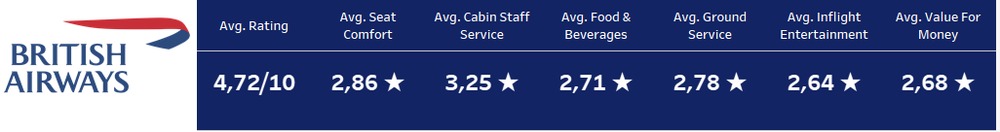 BRITISH
AIRWAYS
Avg. Rating
4,72/10
Avg. Seat
Comfort
2,86 ★
Avg. Cabin Staff
Service
3,25 ★
Avg. Food &
Beverages
2,71 ★
Avg. Ground
Service
2,78 ★
Avg. Inflight
Entertainment
2,64 ★
Avg. Value For
Money
2,68 ★